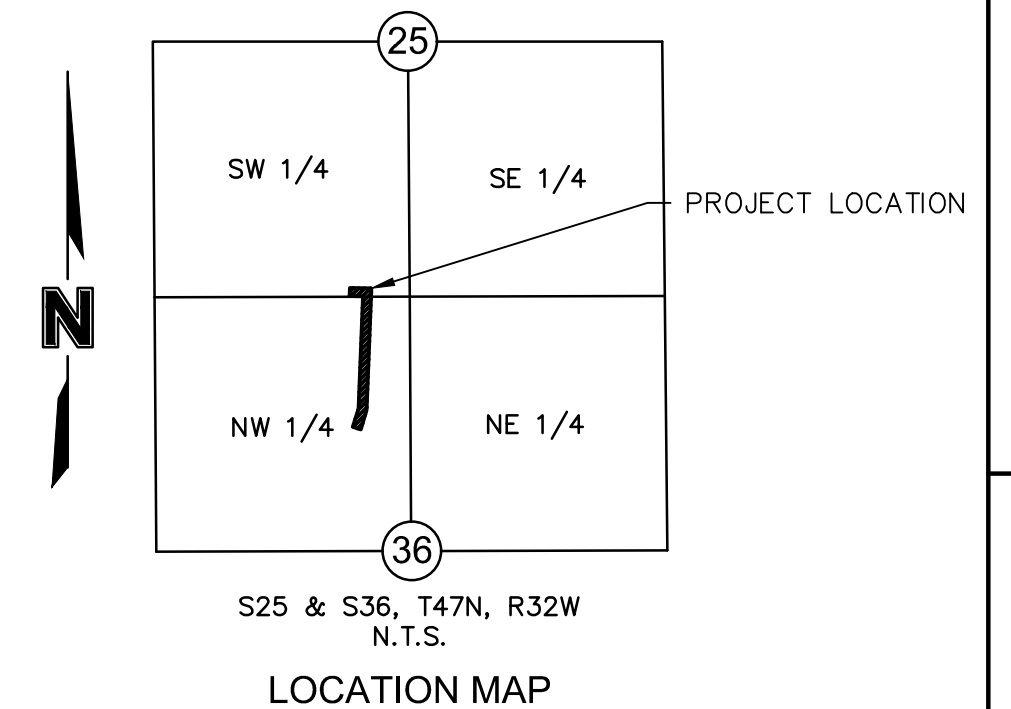 25
SW 1/4
SE 1/4
PROJECT LOCATION
N
NW 1/4
NE 1/4
36
S25 & S36, T47N, R32W
N.T.S.
LOCATION MAP